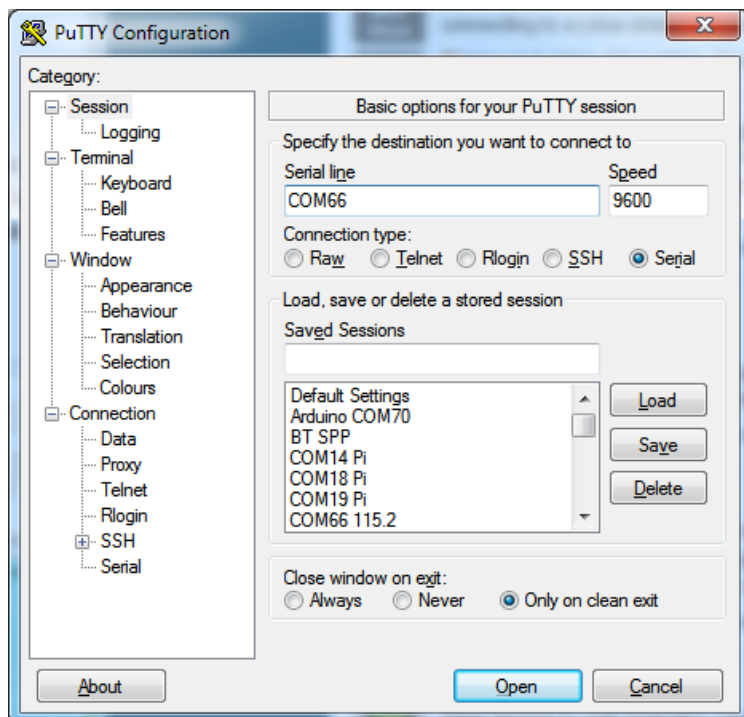 PuTTY Configuration
Category:
Session
Logging
Terminal
Keyboard
Bell
Features
Window
Appearance
Behaviour
Translation
Selection
Colours
Connection
Data
Proxy
Telnet
Rlogin
SSH
Serial
Basic options for your PuTTY session
Specify the destination you want to connect to
Serial line Speed
COM66 9600
Connection type:
Raw Telnet Rlogin SSH Serial
Load, save or delete a stored session
Saved Sessions
Default Settings
Arduino COM70
BT SPP
COM14 Pi
COM18 Pi
COM19 Pi
COM66 115.2
Load
Save
Delete
Close window on exit:
Always Never Only on clean exit
About Open Cancel